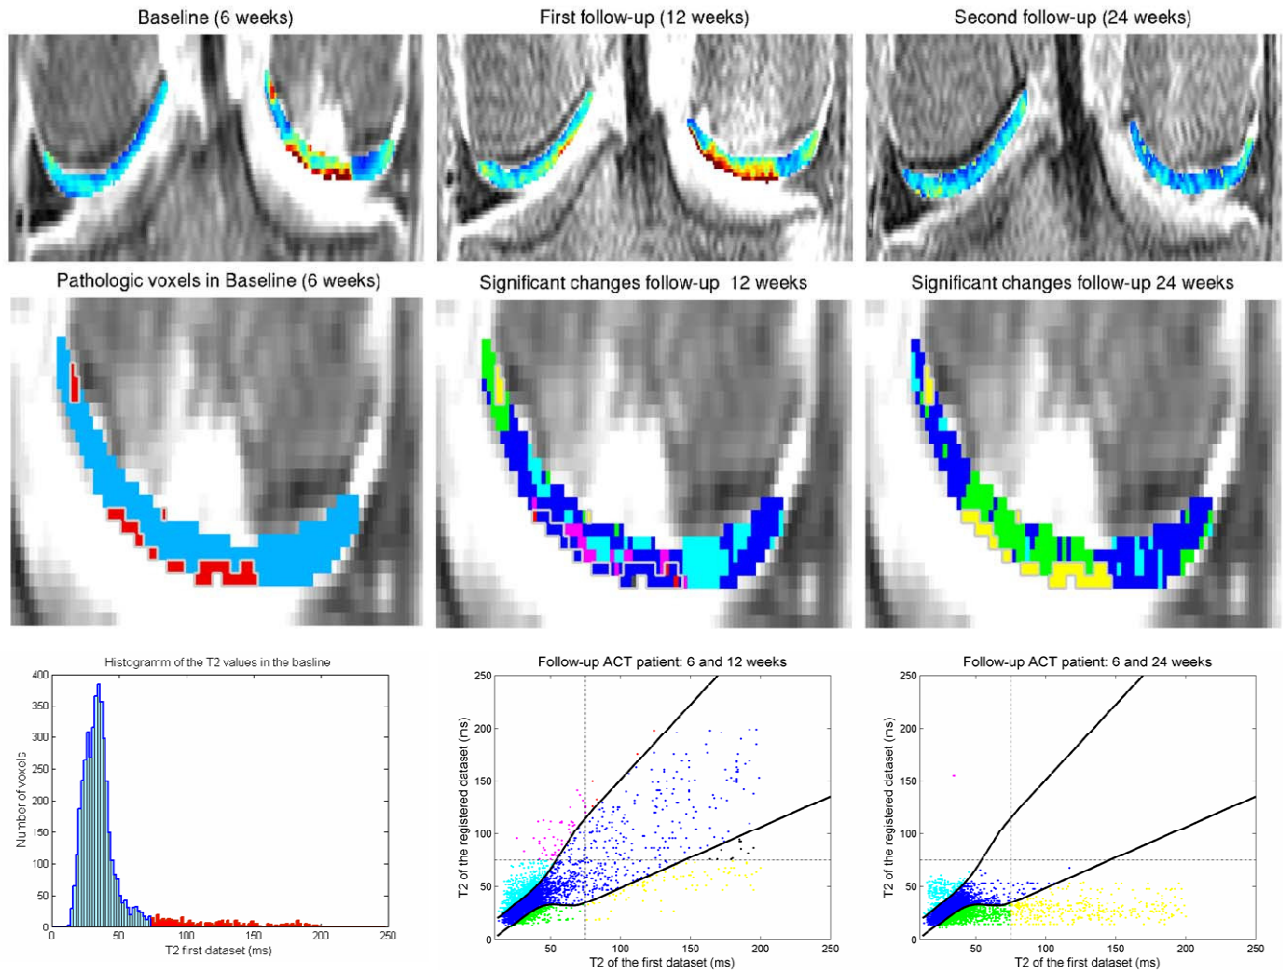 Baseline (6 weeks)
First follow-up (12 weeks)
Second follow-up (24 weeks)
Pathologic voxels in Baseline (6 weeks)
Significant changes follow-up 12 weeks
Significant changes follow-up 24 weeks
Histogramm of the T2 values in the basline
Number of voxels
400
350
300
250
200
150
100
50
0
0 50 100 150 200 250
T2 first dataset (ms)
Follow-up ACT patient: 6 and 12 weeks
T2 of the registered dataset (ms)
250
200
150
100
50
0
50 100 150 200 250
T2 of the first dataset (ms)
Follow-up ACT patient: 6 and 24 weeks
T2 of the registered dataset (ms)
250
200
150
100
50
0
50 100 150 200 250
T2 of the first dataset (ms)